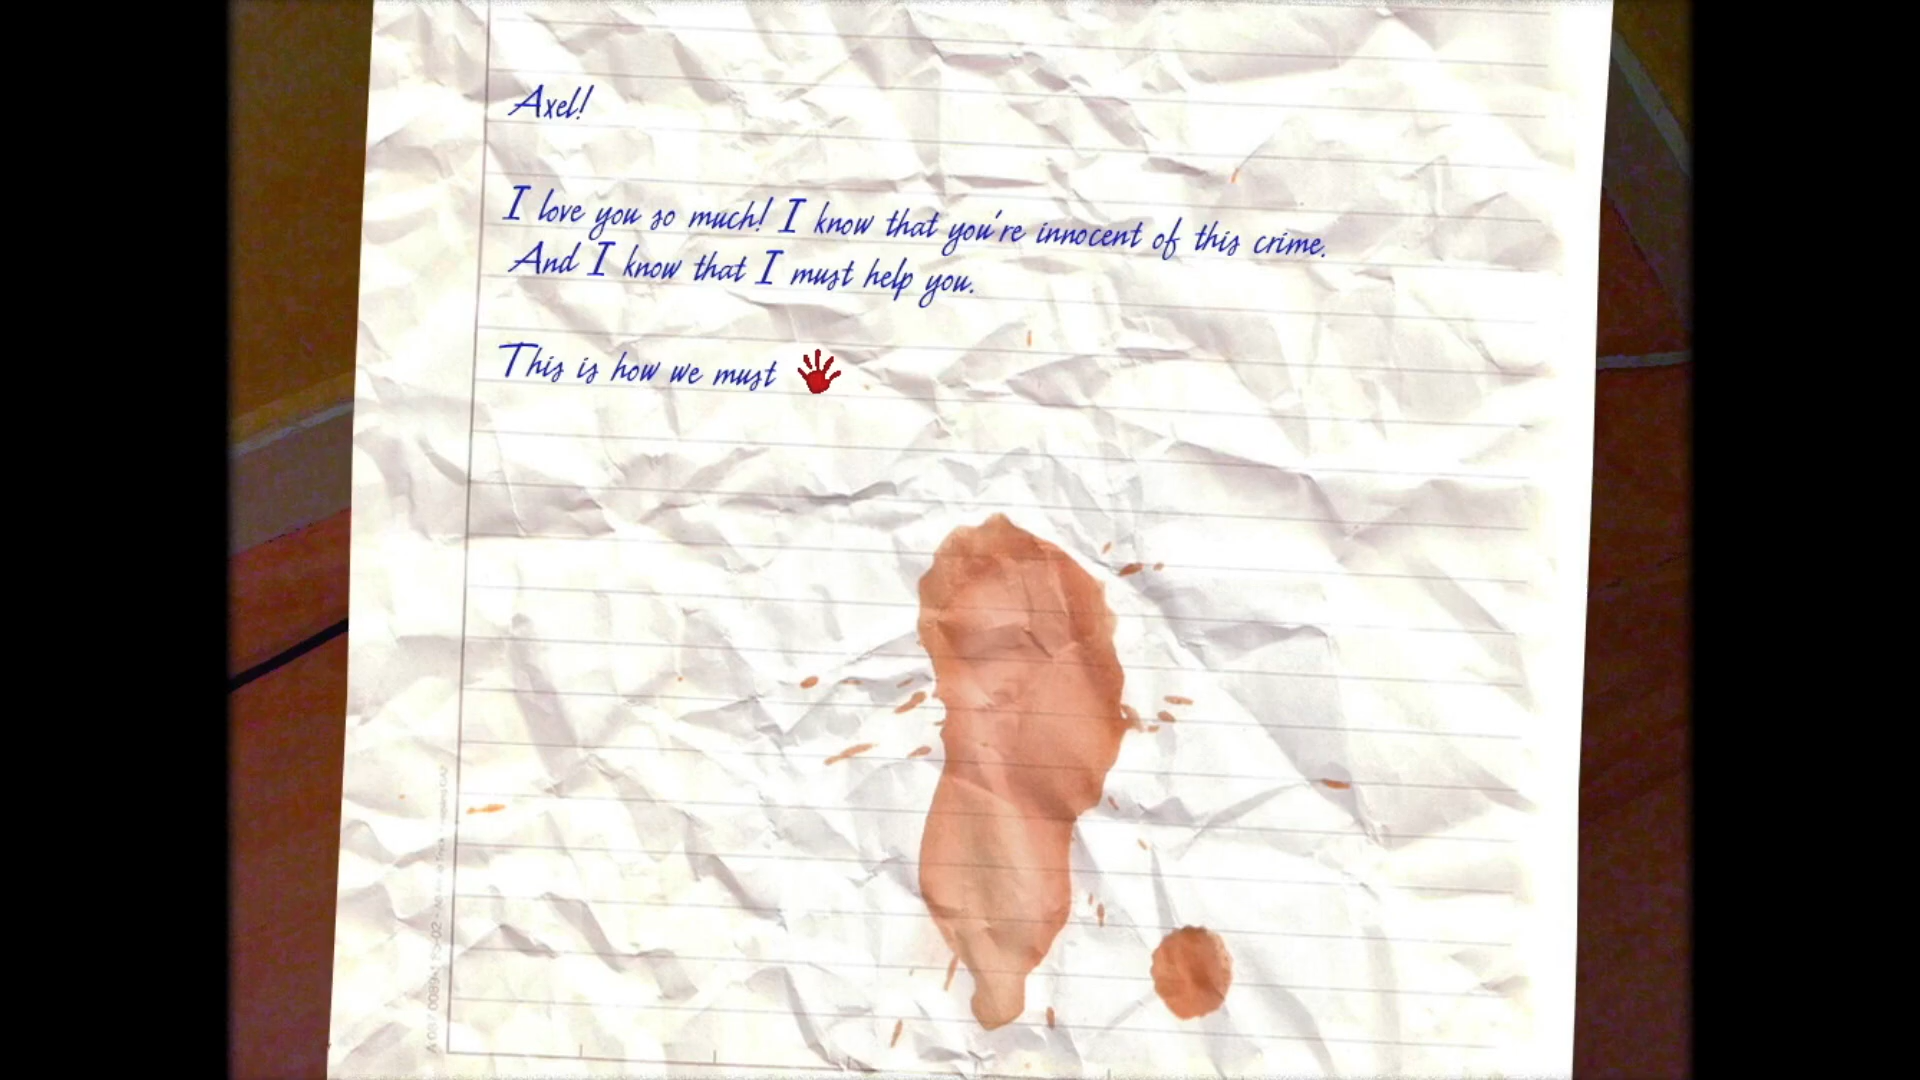 Axel!
I love you so much! I know that you're innocent of this crime.
And I know that I must help you.
This is how we must